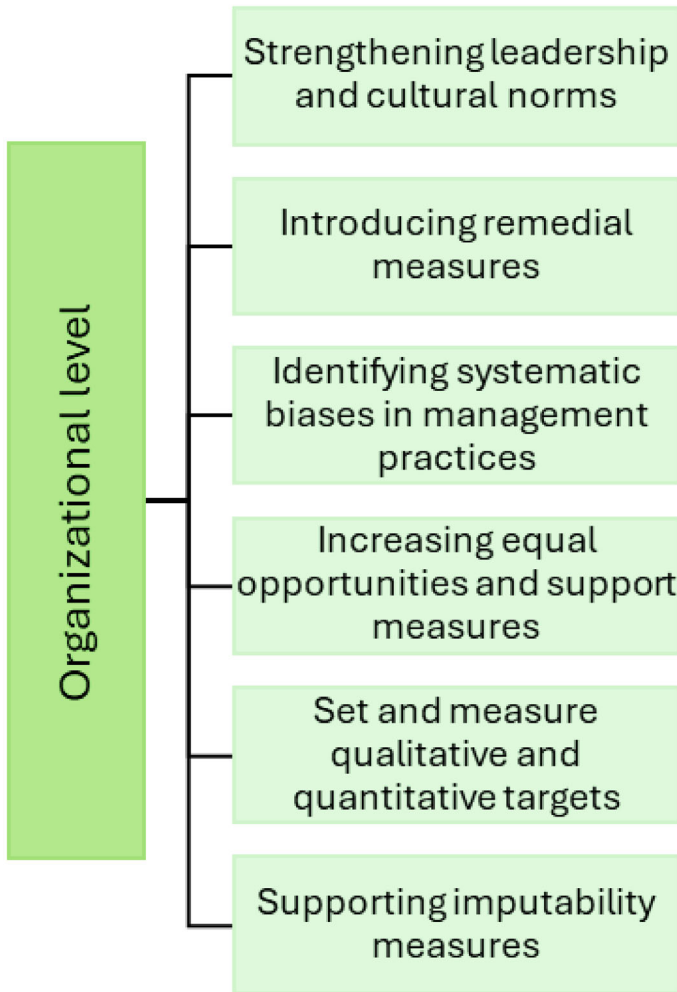 Organizational level
Strengthening leadership
and cultural norms
Introducing remedial
measures
Identifying systematic
biases in management
practices
Increasing equal
opportunities and support
measures
Set and measure
qualitative and
quantitative targets
Supporting imputability
measures